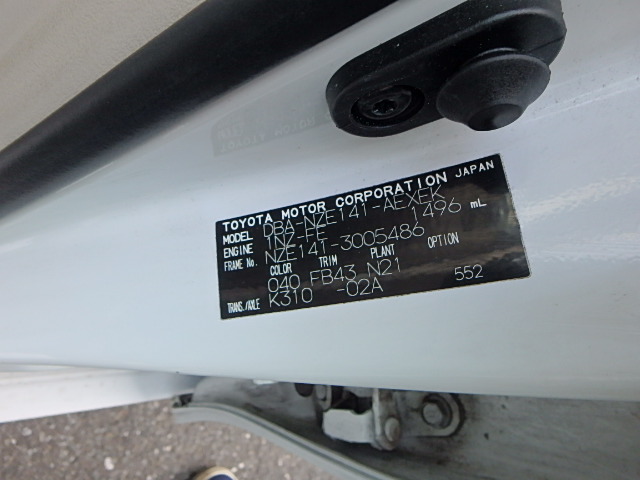 TOYOTA MOTOR CORPORATION JAPAN
MODEL DBA-NZE141-AEXEK
ENGINE 1NZ-FE 1496 mL
FRAME No. NZE141-3005486
COLOR TRIM PLANT OPTION
040 FB43 N21
TRANS./AXLE K310 -02A 552